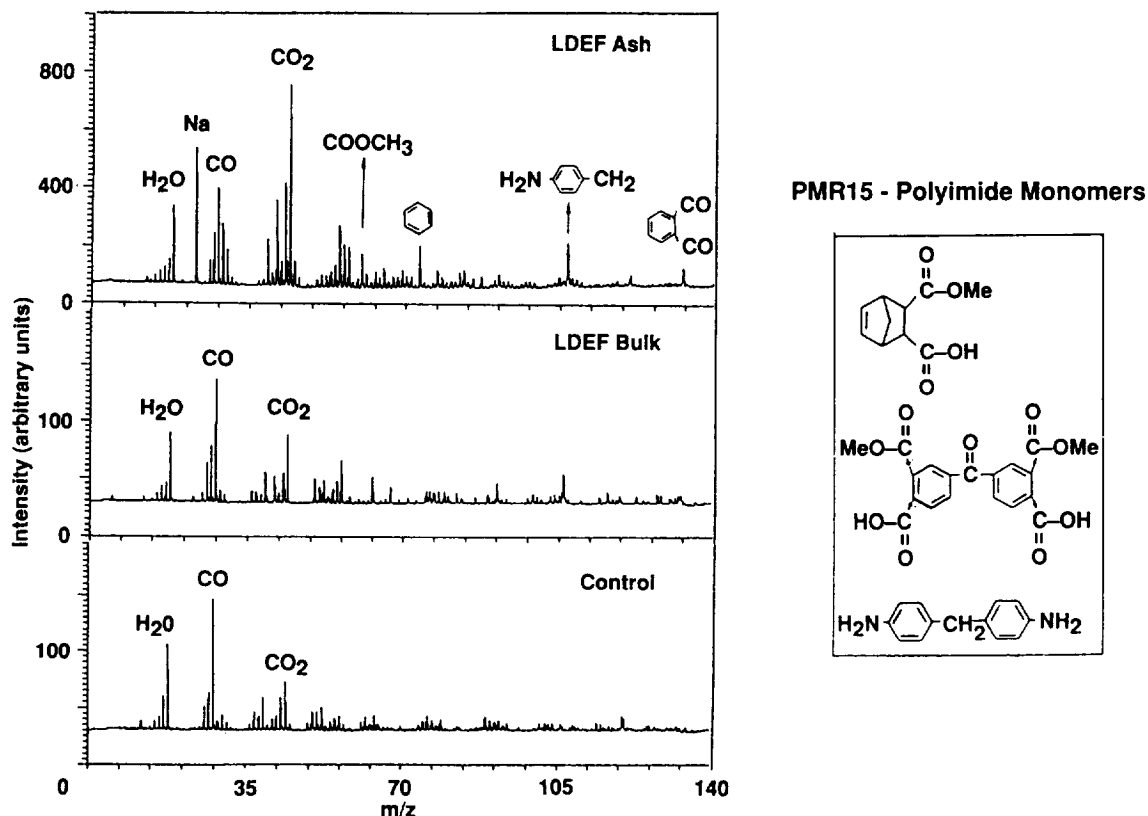 LDEF Ash
800
400
0
CO2
Na
H2O
CO
COOCH3
H2N
CH2
CO
CO
LDEF Bulk
100
0
H2O
CO
CO2
Control
100
H20
CO
CO2
0
35
70
105
140
m/z
Intensity (arbitrary units)
PMR15 - Polyimide Monomers
O
C
OMe
C
OH
O
O
O
MeO
C
O
C
OMe
C
HO
C
C
OH
O
O
H2N
CH2
NH2